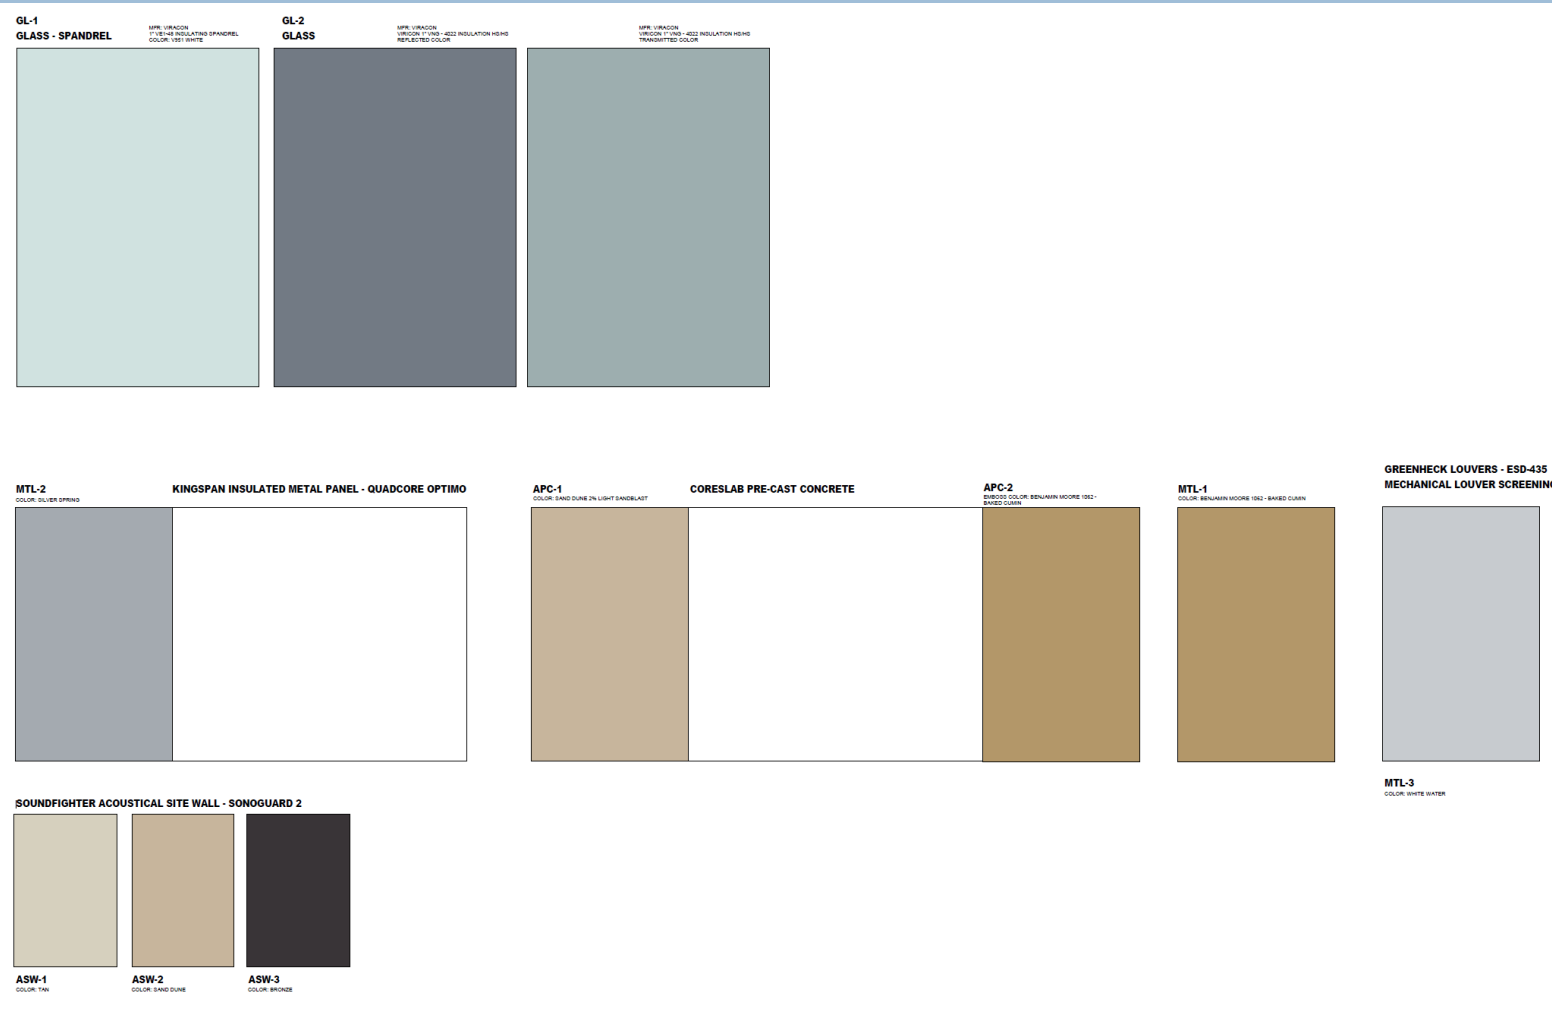 GL-1
GLASS - SPANDREL
MFR: VIRACON
1" VE1-48 INSULATING SPANDREL
COLOR: V951 WHITE
GL-2
GLASS
MFR: VIRACON
VIRICON 1" VNG - 4022 INSULATION HS/HS
REFLECTED COLOR
MFR: VIRACON
VIRICON 1" VNG - 4022 INSULATION HS/HS
TRANSMITTED COLOR
MTL-2
COLOR: SILVER SPRING
KINGSPAN INSULATED METAL PANEL - QUADCORE OPTIMO
APC-1
COLOR: SAND DUNE 2% LIGHT SANDBLAST
CORESLAB PRE-CAST CONCRETE
APC-2
EMBOSS COLOR: BENJAMIN MOORE 1062 -
BAKED CUMIN
MTL-1
COLOR: BENJAMIN MOORE 1062 - BAKED CUMIN
GREENHECK LOUVERS - ESD-435
MECHANICAL LOUVER SCREENING
MTL-3
COLOR: WHITE WATER
SOUNDFIGHTER ACOUSTICAL SITE WALL - SONOGUARD 2
ASW-1
COLOR: TAN
ASW-2
COLOR: SAND DUNE
ASW-3
COLOR: BRONZE